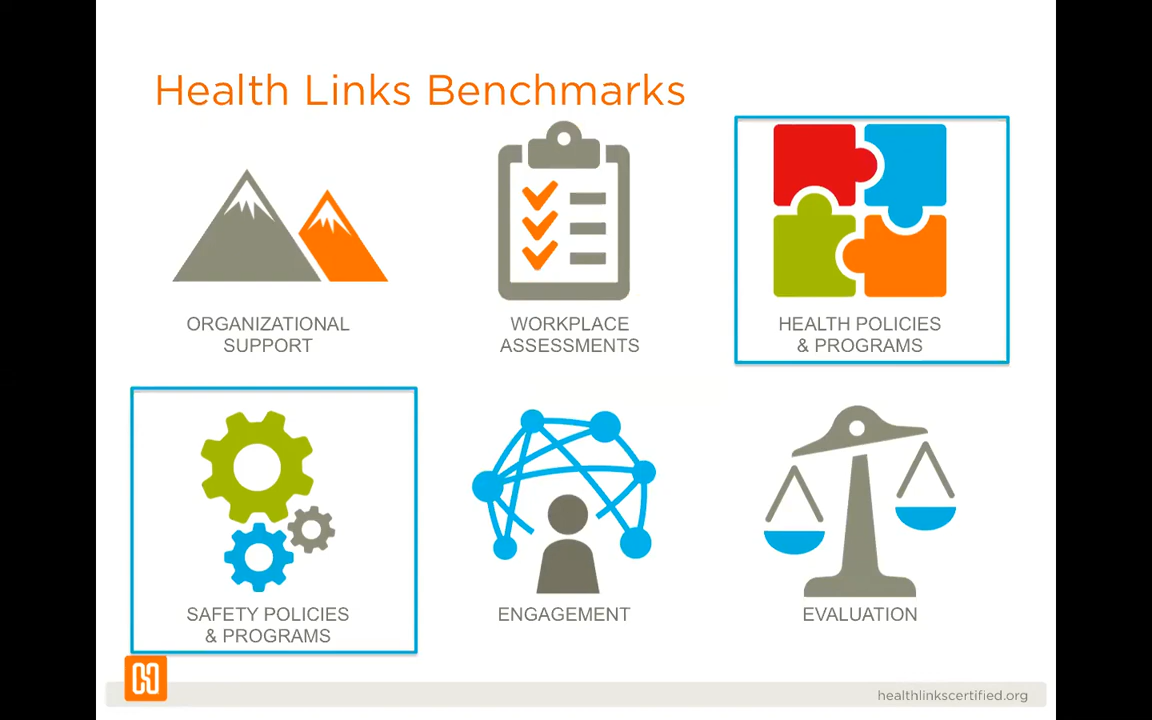 Health Links Benchmarks
ORGANIZATIONAL
SUPPORT
WORKPLACE
ASSESSMENTS
HEALTH POLICIES
& PROGRAMS
SAFETY POLICIES
& PROGRAMS
ENGAGEMENT
EVALUATION
healthlinkscertified.org